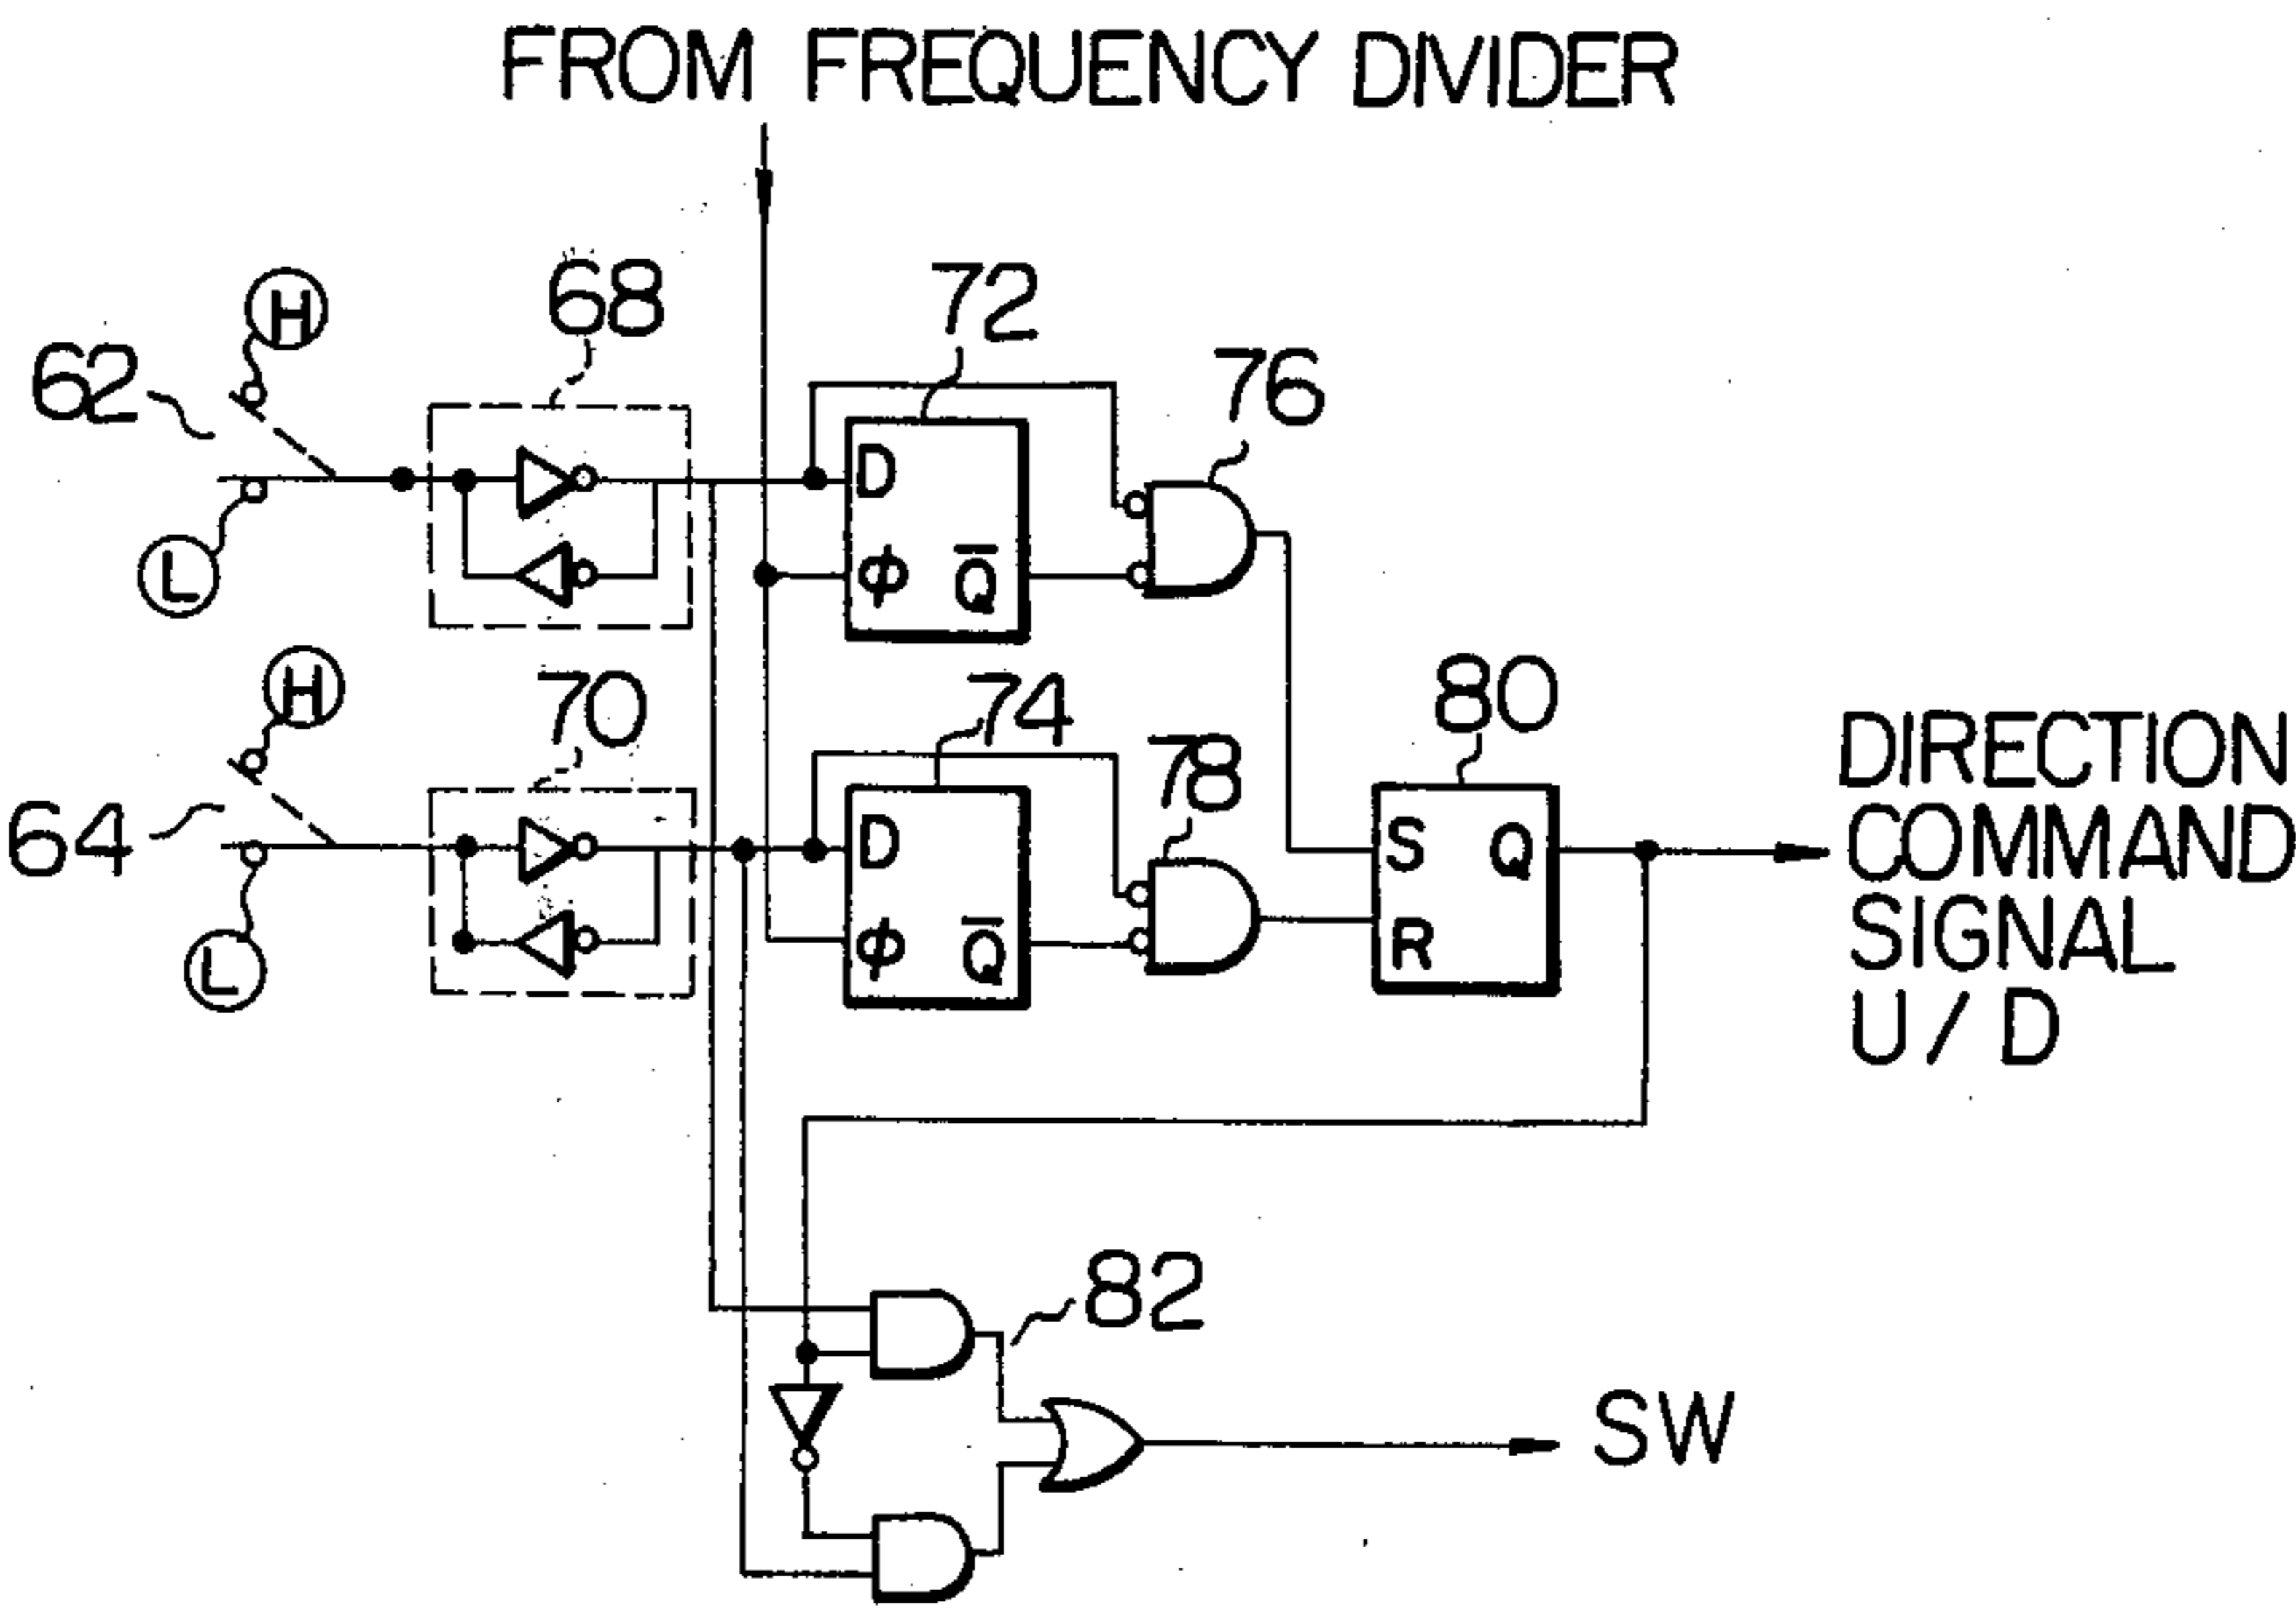 FROM FREQUENCY DIVIDER
H
62
L
68
72
76
D
φ Q̅
H
64
L
70
74
78
D
φ Q̅
80
S Q
R
DIRECTION
COMMAND
SIGNAL
U/D
82
SW